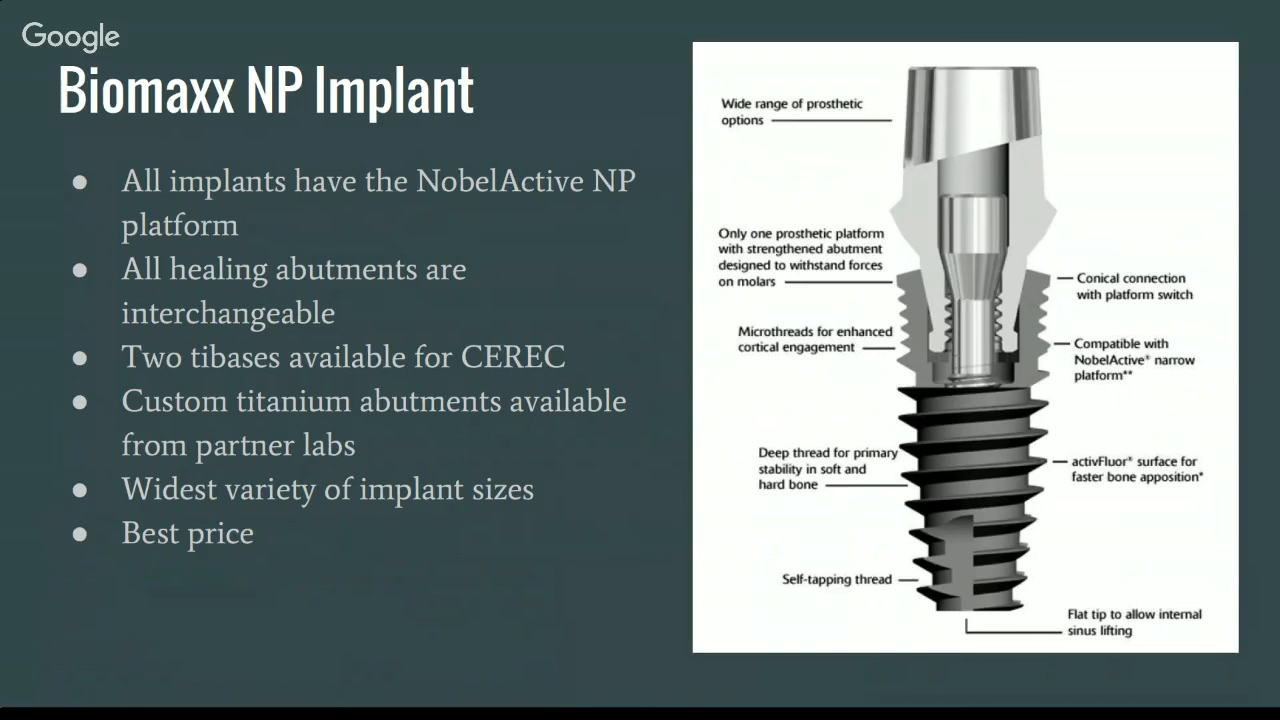 Google
Biomaxx NP Implant
● All implants have the NobelActive NP
platform
● All healing abutments are
interchangeable
● Two tibases available for CEREC
● Custom titanium abutments available
from partner labs
● Widest variety of implant sizes
● Best price
Wide range of prosthetic
options
Only one prosthetic platform
with strengthened abutment
designed to withstand forces
on molars
Microthreads for enhanced
cortical engagement
Deep thread for primary
stability in soft and
hard bone
Self-tapping thread
Conical connection
with platform switch
Compatible with
NobelActive® narrow
platform**
activFluor® surface for
faster bone apposition*
Flat tip to allow internal
sinus lifting